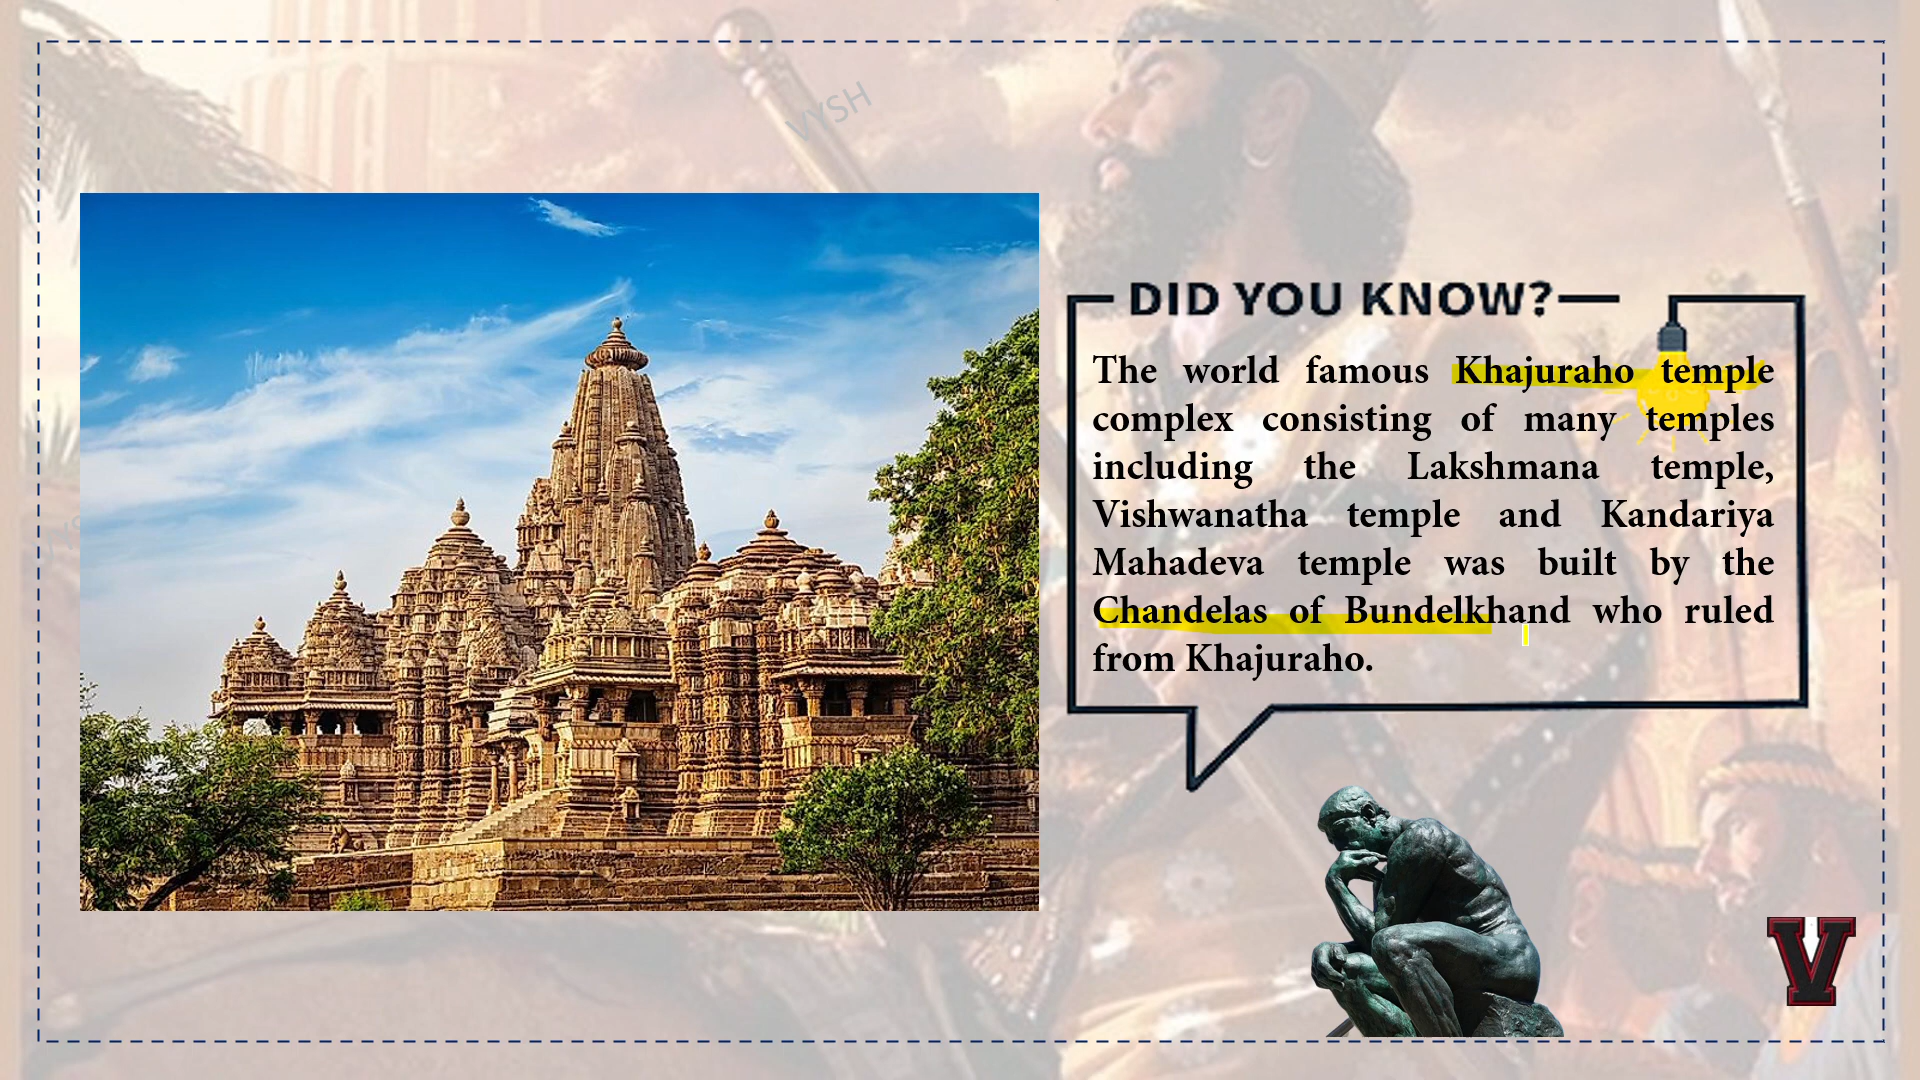 VYSH
DID YOU KNOW?
The world famous Khajuraho temple
complex consisting of many temples
including the Lakshmana temple,
Vishwanatha temple and Kandariya
Mahadeva temple was built by the
Chandelas of Bundelkhand who ruled
from Khajuraho.
V